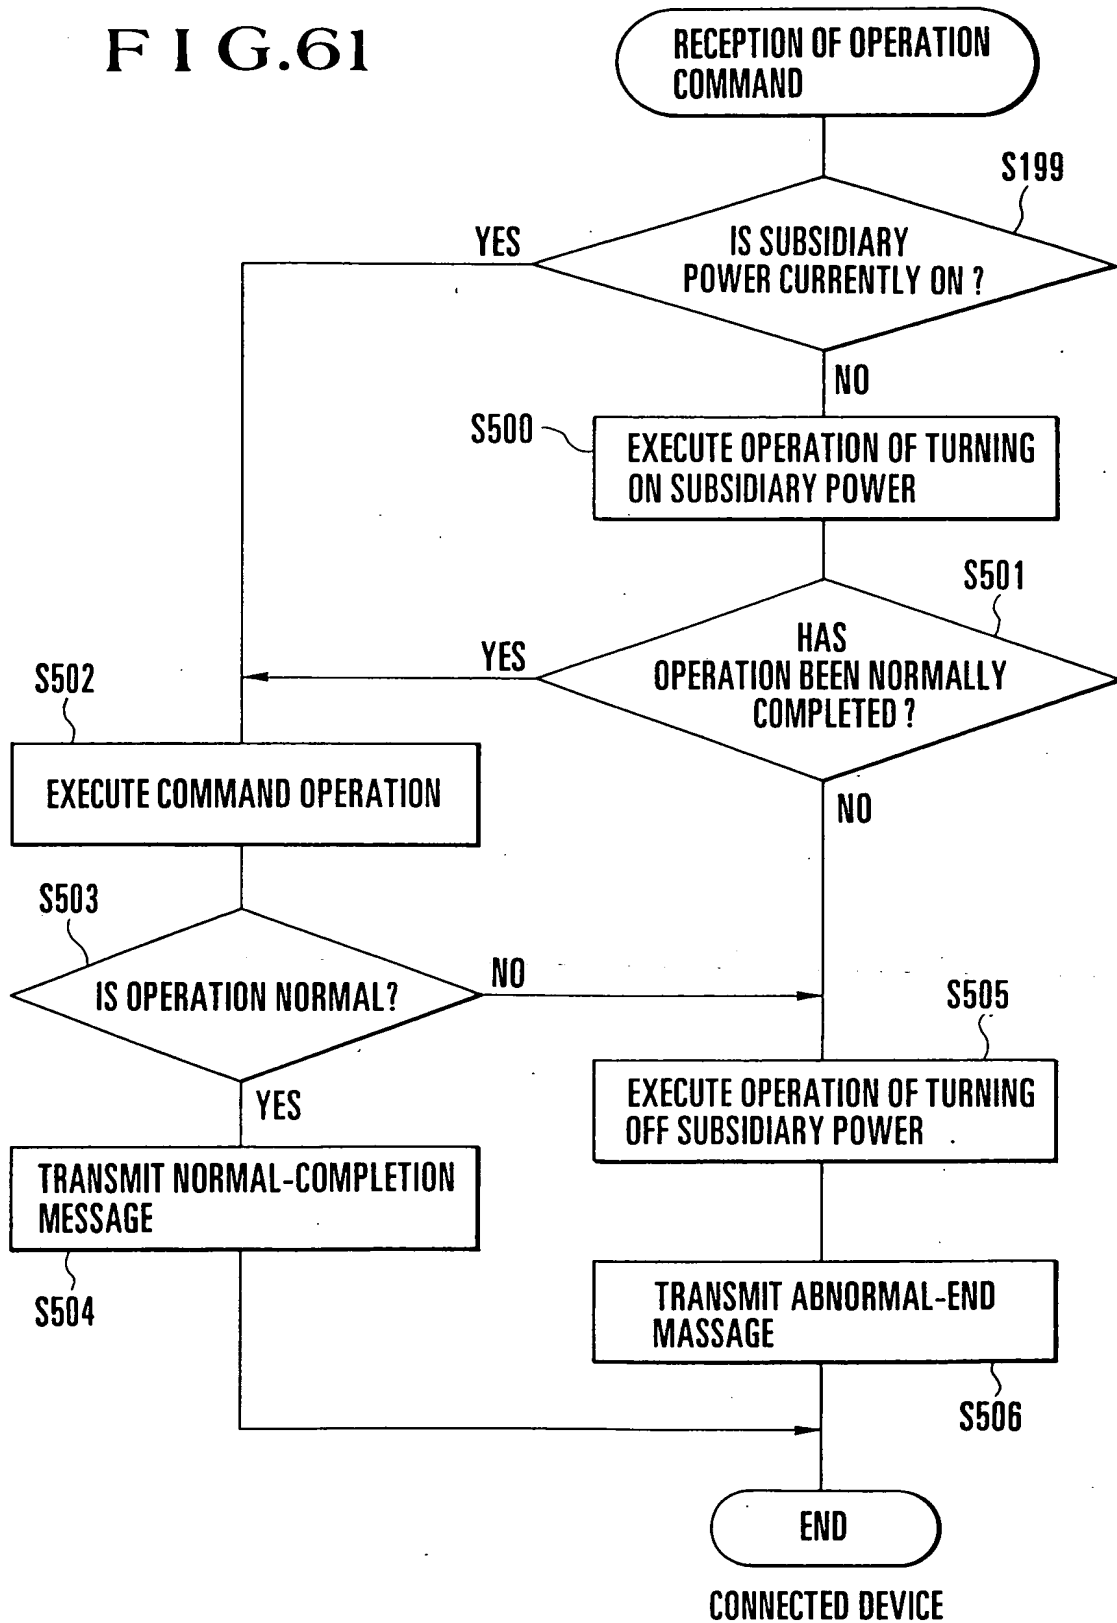 FIG.61
RECEPTION OF OPERATION
COMMAND
S199
IS SUBSIDIARY
POWER CURRENTLY ON ?
YES
NO
S500
EXECUTE OPERATION OF TURNING
ON SUBSIDIARY POWER
S501
HAS
OPERATION BEEN NORMALLY
COMPLETED ?
YES
NO
S502
EXECUTE COMMAND OPERATION
S503
IS OPERATION NORMAL?
NO
YES
S505
EXECUTE OPERATION OF TURNING
OFF SUBSIDIARY POWER
TRANSMIT NORMAL-COMPLETION
MESSAGE
S504
TRANSMIT ABNORMAL-END
MASSAGE
S506
END
CONNECTED DEVICE